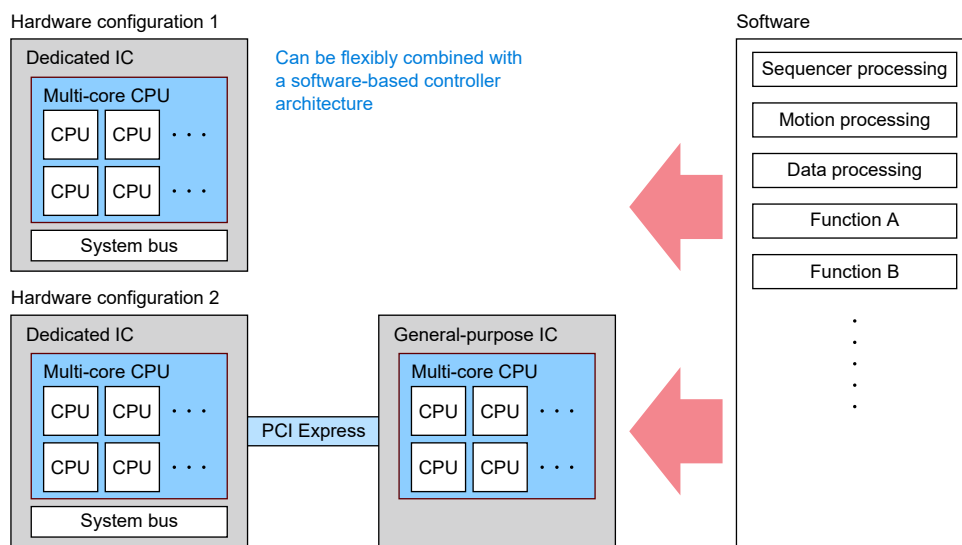 Hardware configuration 1
Dedicated IC
Multi-core CPU
CPU CPU · · ·
CPU CPU · · ·
System bus
Can be flexibly combined with
a software-based controller
architecture
Hardware configuration 2
Dedicated IC
Multi-core CPU
CPU CPU · · ·
CPU CPU · · ·
System bus
PCI Express
General-purpose IC
Multi-core CPU
CPU CPU · · ·
CPU CPU · · ·
Software
Sequencer processing
Motion processing
Data processing
Function A
Function B